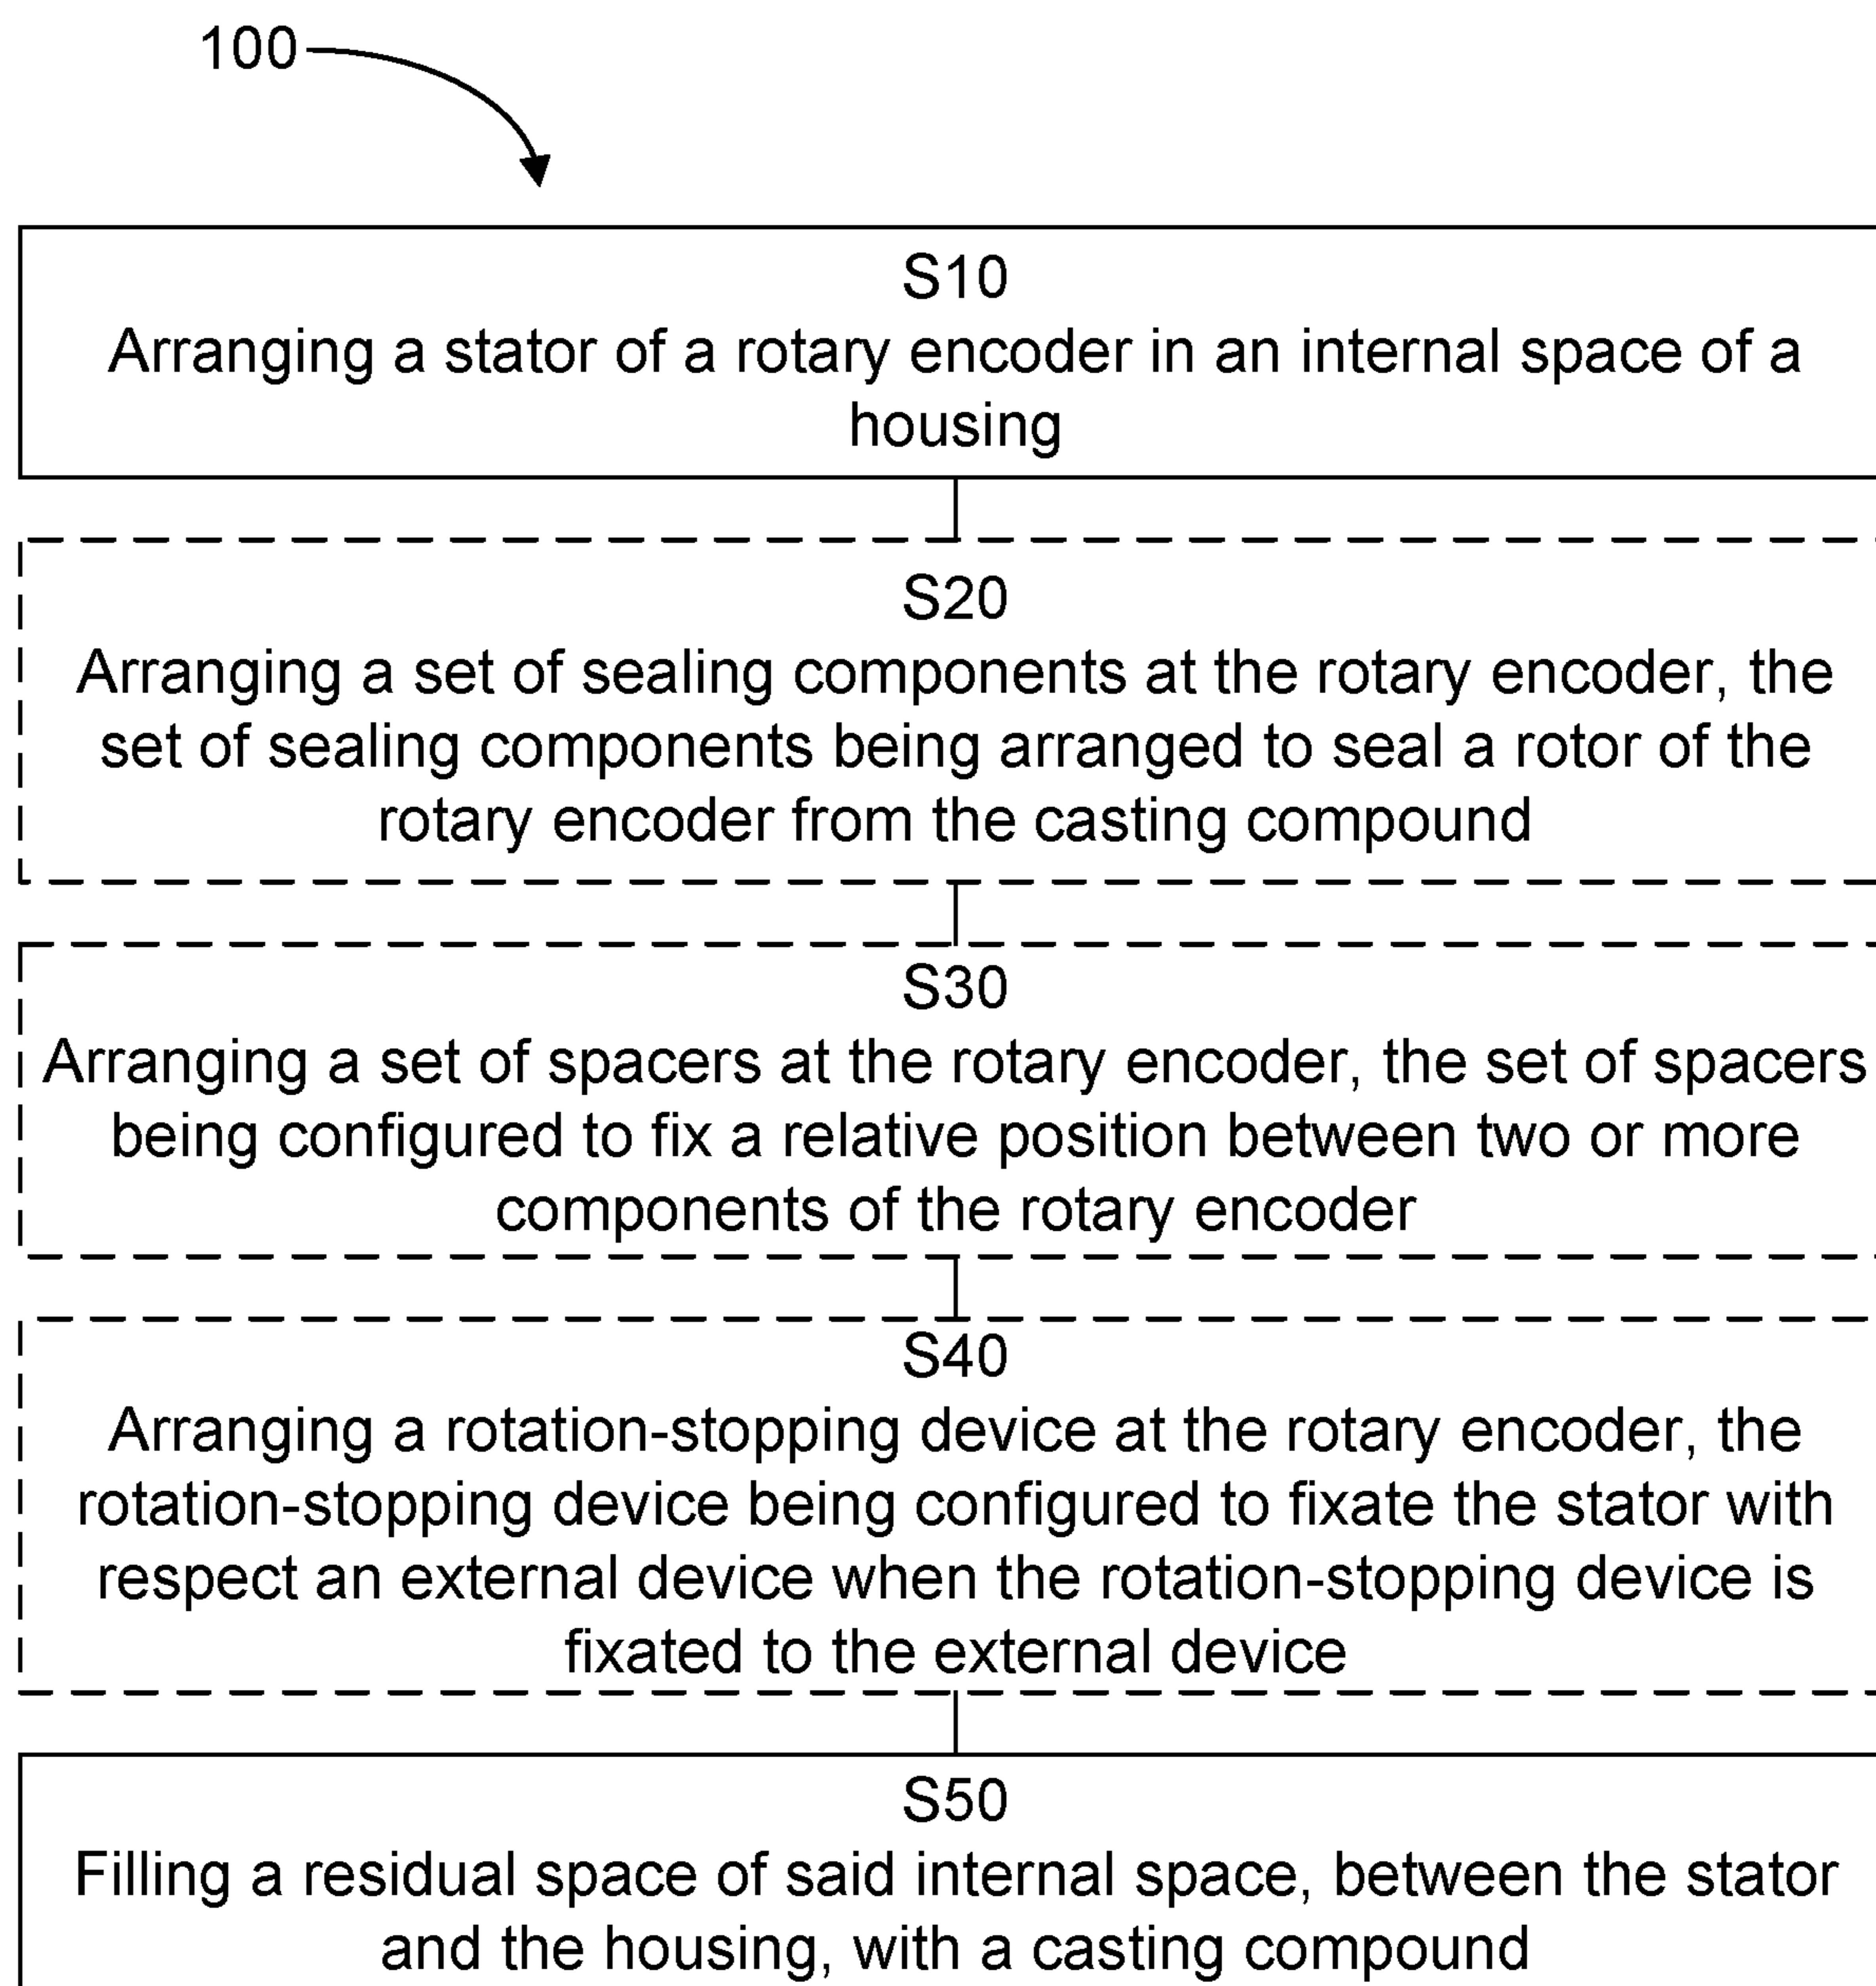 100
S10
Arranging a stator of a rotary encoder in an internal space of a
housing
S20
Arranging a set of sealing components at the rotary encoder, the
set of sealing components being arranged to seal a rotor of the
rotary encoder from the casting compound
S30
Arranging a set of spacers at the rotary encoder, the set of spacers
being configured to fix a relative position between two or more
components of the rotary encoder
S40
Arranging a rotation-stopping device at the rotary encoder, the
rotation-stopping device being configured to fixate the stator with
respect an external device when the rotation-stopping device is
fixated to the external device
S50
Filling a residual space of said internal space, between the stator
and the housing, with a casting compound